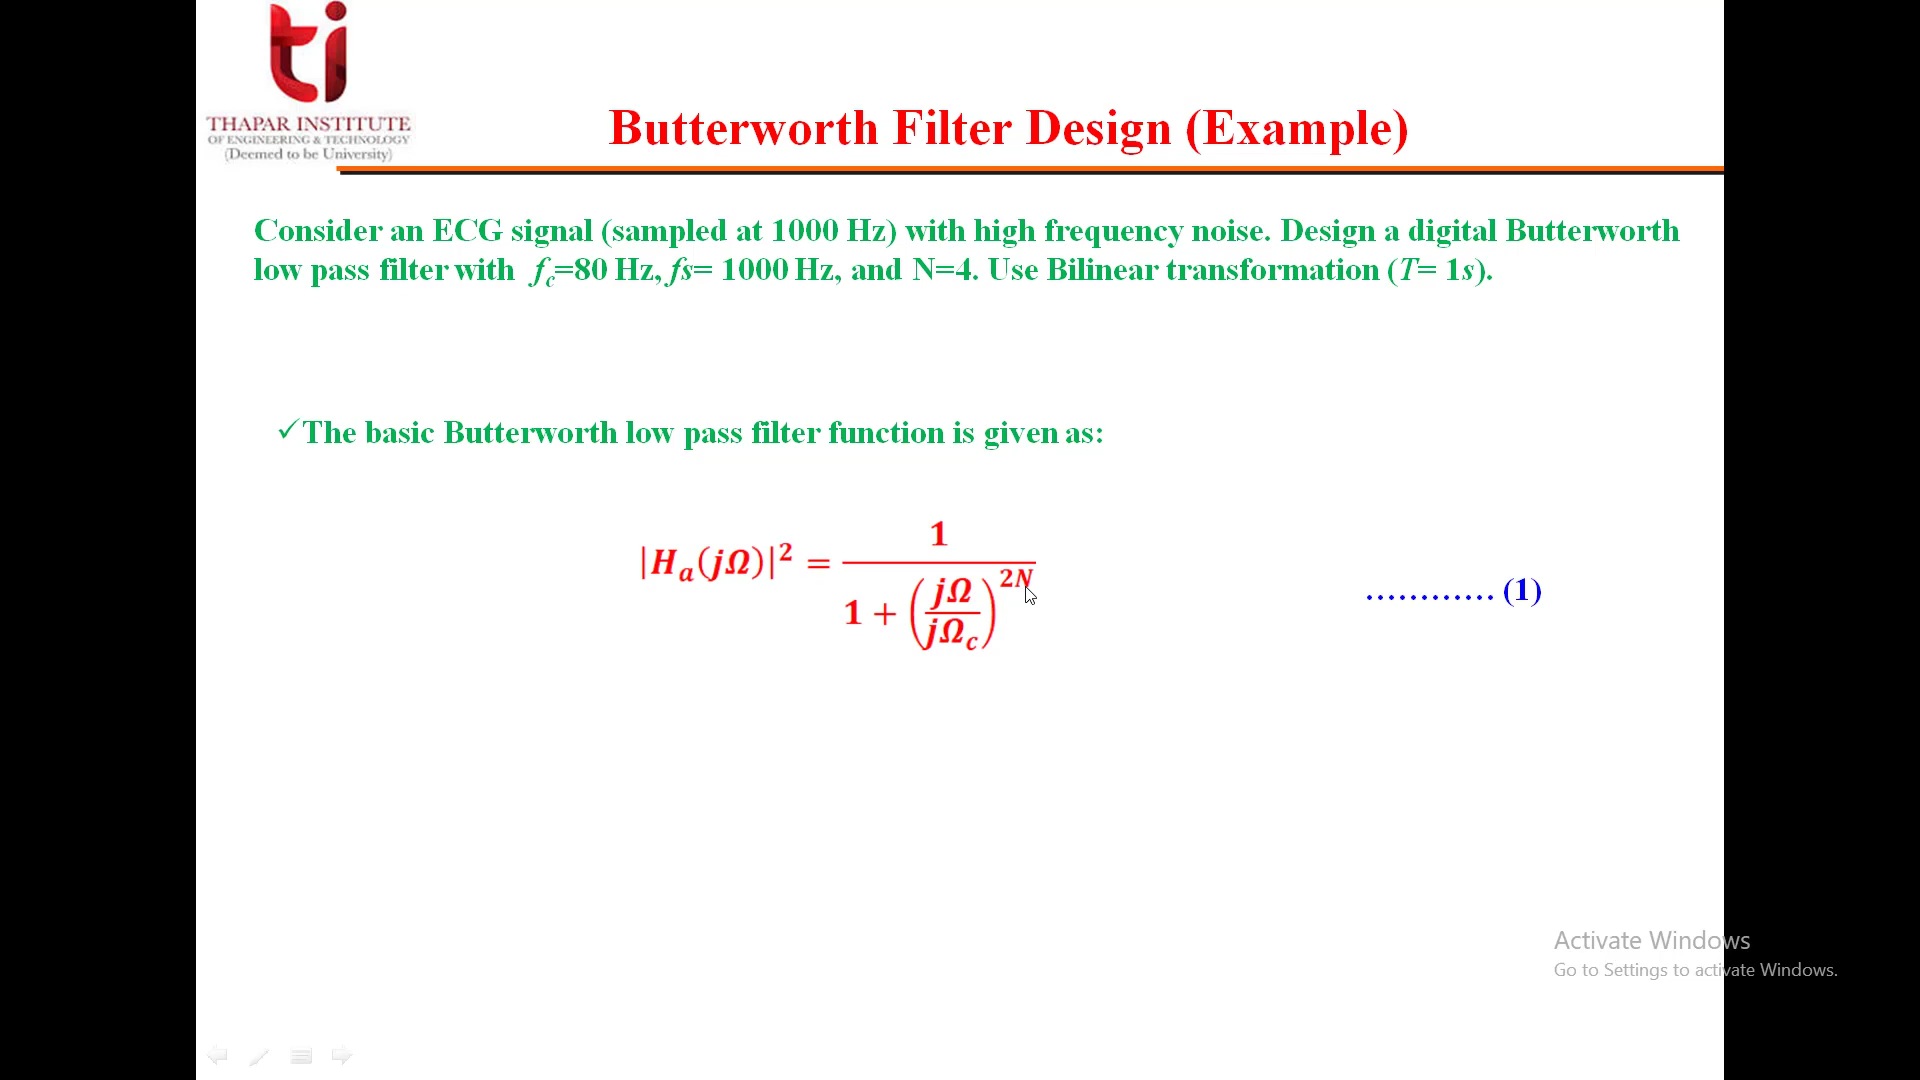 ti
THAPAR INSTITUTE
OF ENGINEERING & TECHNOLOGY
(Deemed to be University)
Butterworth Filter Design (Example)
Consider an ECG signal (sampled at 1000 Hz) with high frequency noise. Design a digital Butterworth
low pass filter with f_c=80 Hz, fs= 1000 Hz, and N=4. Use Bilinear transformation (T= 1s).
✓The basic Butterworth low pass filter function is given as:
|H_a(jΩ)|^2 = 1 / (1 + (jΩ/jΩ_c)^{2N}) ............ (1)
Activate Windows
Go to Settings to activate Windows.